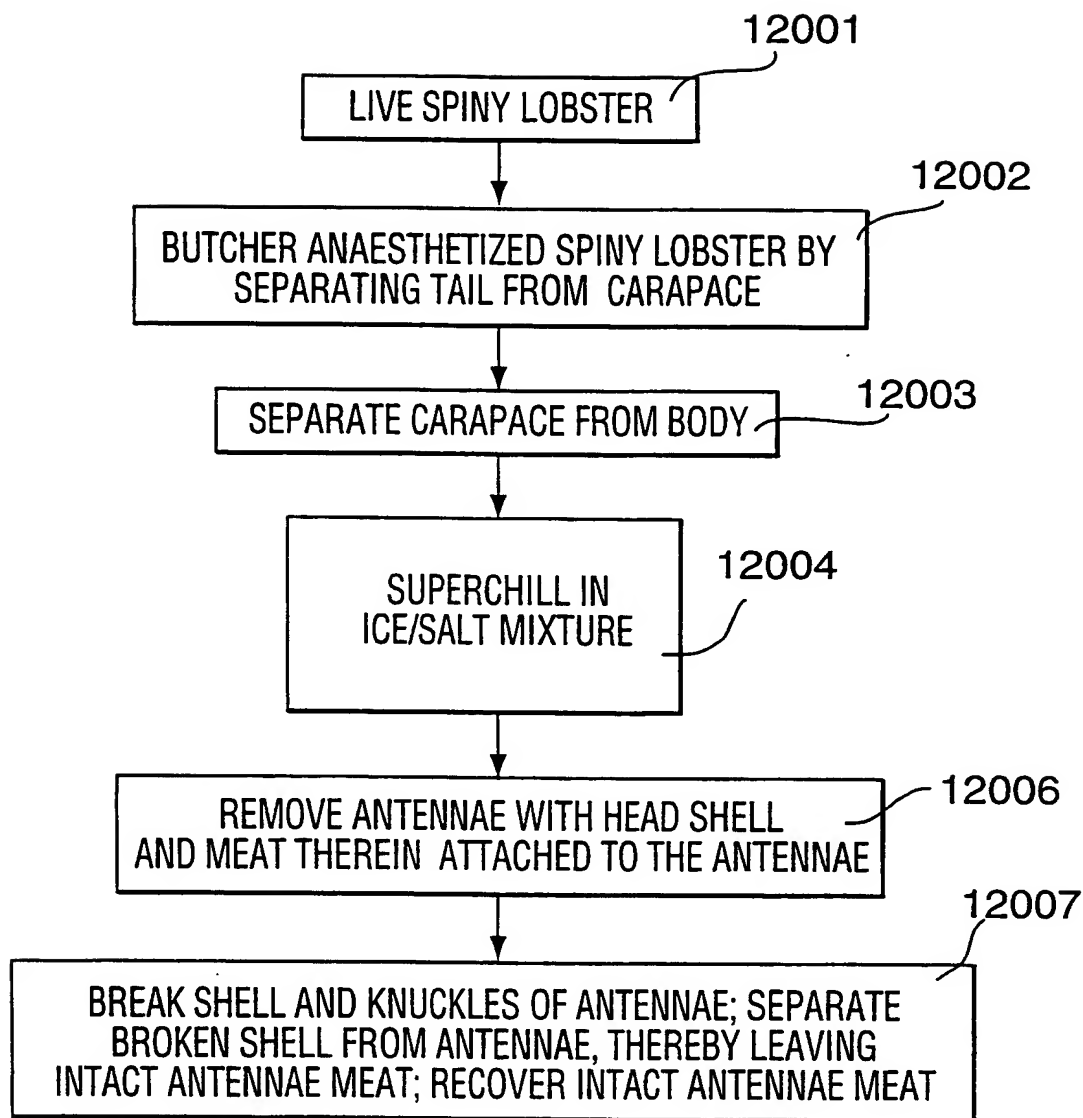 12001
LIVE SPINY LOBSTER
12002
BUTCHER ANAESTHETIZED SPINY LOBSTER BY
SEPARATING TAIL FROM CARAPACE
12003
SEPARATE CARAPACE FROM BODY
12004
SUPERCHILL IN
ICE/SALT MIXTURE
12006
REMOVE ANTENNAE WITH HEAD SHELL
AND MEAT THEREIN ATTACHED TO THE ANTENNAE
12007
BREAK SHELL AND KNUCKLES OF ANTENNAE; SEPARATE
BROKEN SHELL FROM ANTENNAE, THEREBY LEAVING
INTACT ANTENNAE MEAT; RECOVER INTACT ANTENNAE MEAT